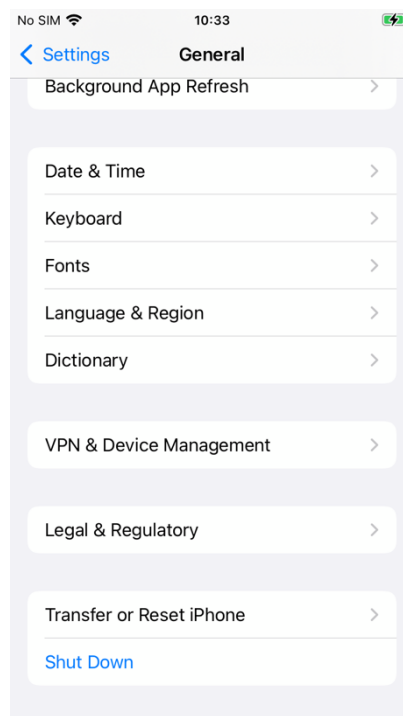 No SIM 10:33
Settings General
Background App Refresh
Date & Time
Keyboard
Fonts
Language & Region
Dictionary
VPN & Device Management
Legal & Regulatory
Transfer or Reset iPhone
Shut Down